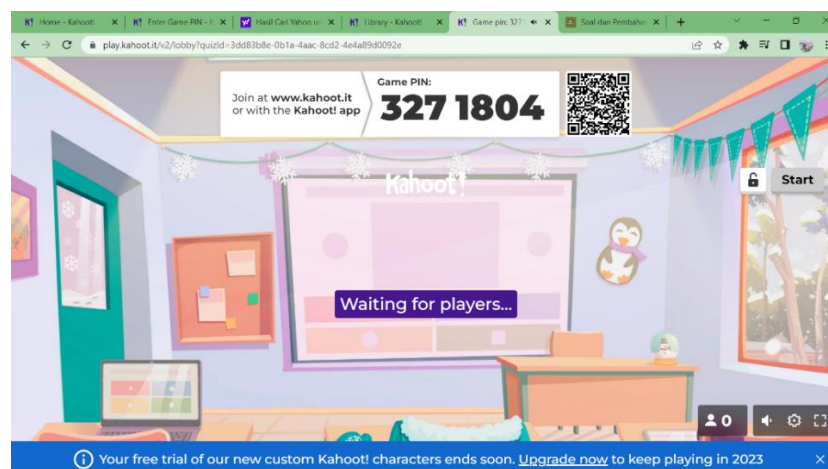 Home - Kahoot!
Enter Game PIN - K
Hasil Cari Yahoo un
Library - Kahoot!
Game pin: 327
Soal dan Pembaha
play.kahoot.it/v2/lobby?quizId=3dd83b8e-0b1a-4aac-8cd2-4e4a89d0092e
Join at www.kahoot.it
or with the Kahoot! app
Game PIN:
327 1804
Kahoot!
Start
Waiting for players...
0
Your free trial of our new custom Kahoot! characters ends soon. Upgrade now to keep playing in 2023